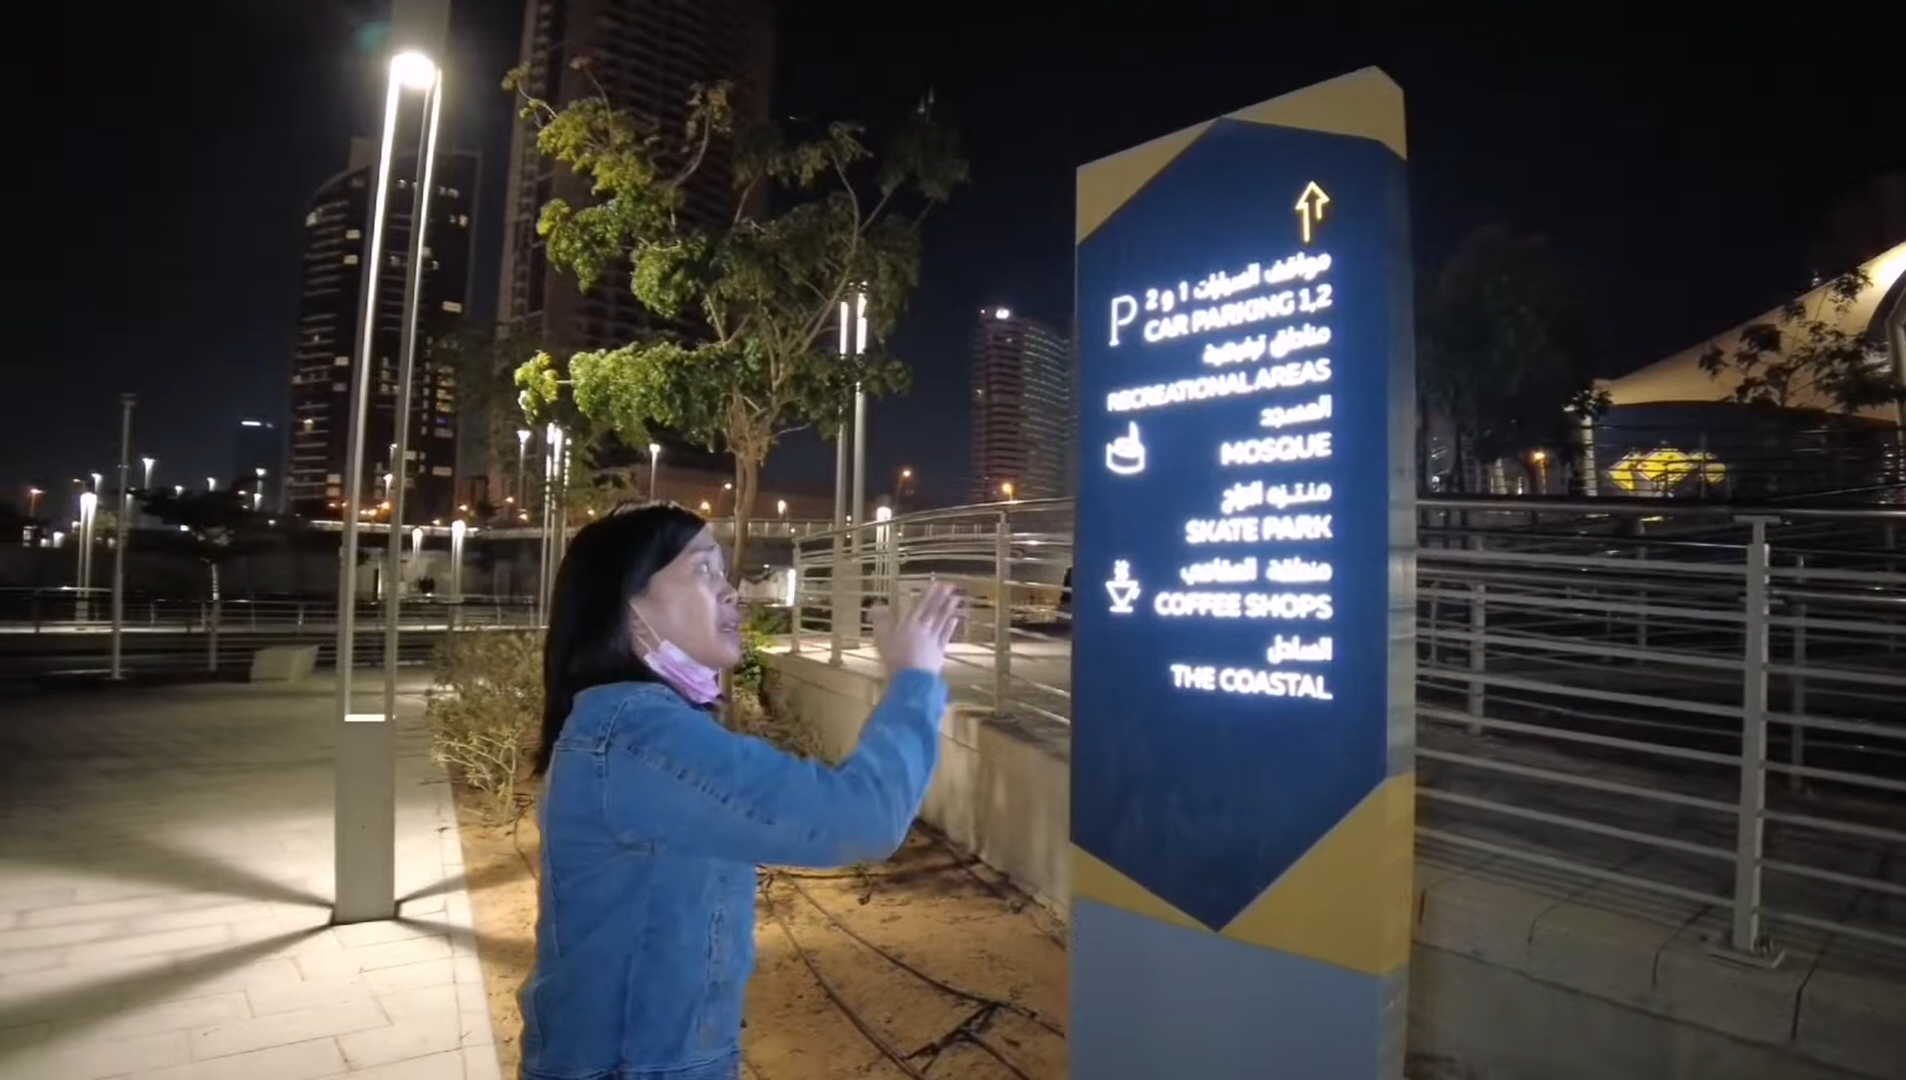 مواقف السيارات 1 و 2
P CAR PARKING 1,2
مناطق ترفيهية
RECREATIONAL AREAS
المسجد
MOSQUE
منتزه التزلج
SKATE PARK
منطقة المقاهي
COFFEE SHOPS
الساحل
THE COASTAL